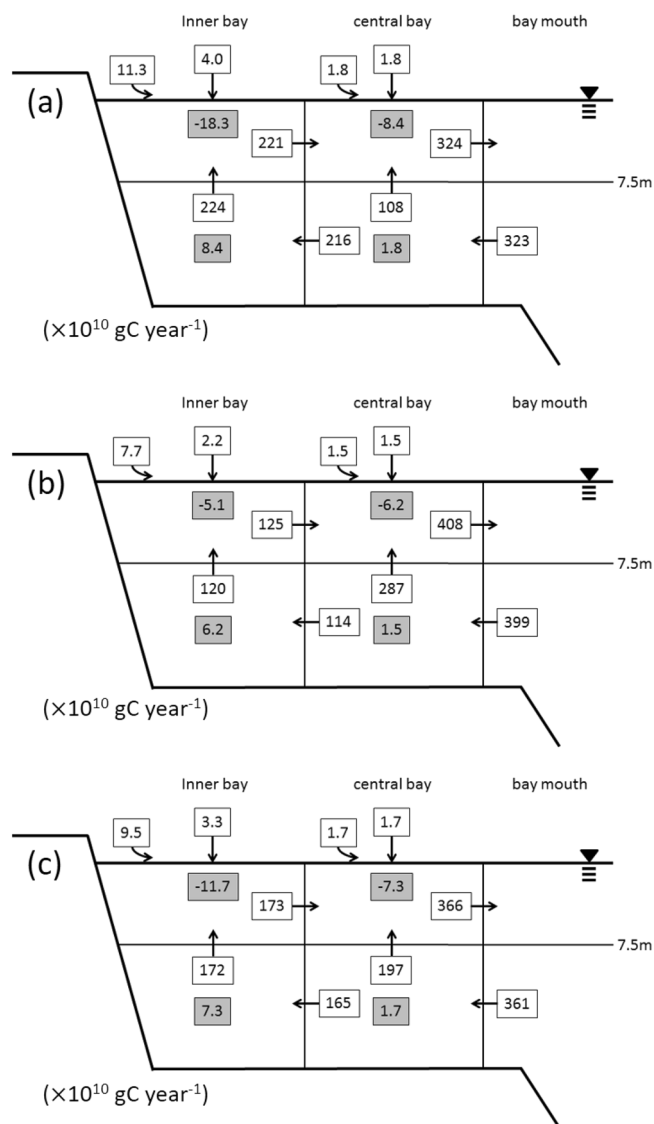 Inner bay central bay bay mouth
11.3 4.0 1.8 1.8
(a)
-18.3 -8.4
221 324
7.5m
224 108
8.4 216 1.8 323
(×10¹⁰ gC year⁻¹)
Inner bay central bay bay mouth
7.7 2.2 1.5 1.5
(b)
-5.1 -6.2
125 408
7.5m
120 287
6.2 114 1.5 399
(×10¹⁰ gC year⁻¹)
Inner bay central bay bay mouth
9.5 3.3 1.7 1.7
(c)
-11.7 -7.3
173 366
7.5m
172 197
7.3 165 1.7 361
(×10¹⁰ gC year⁻¹)